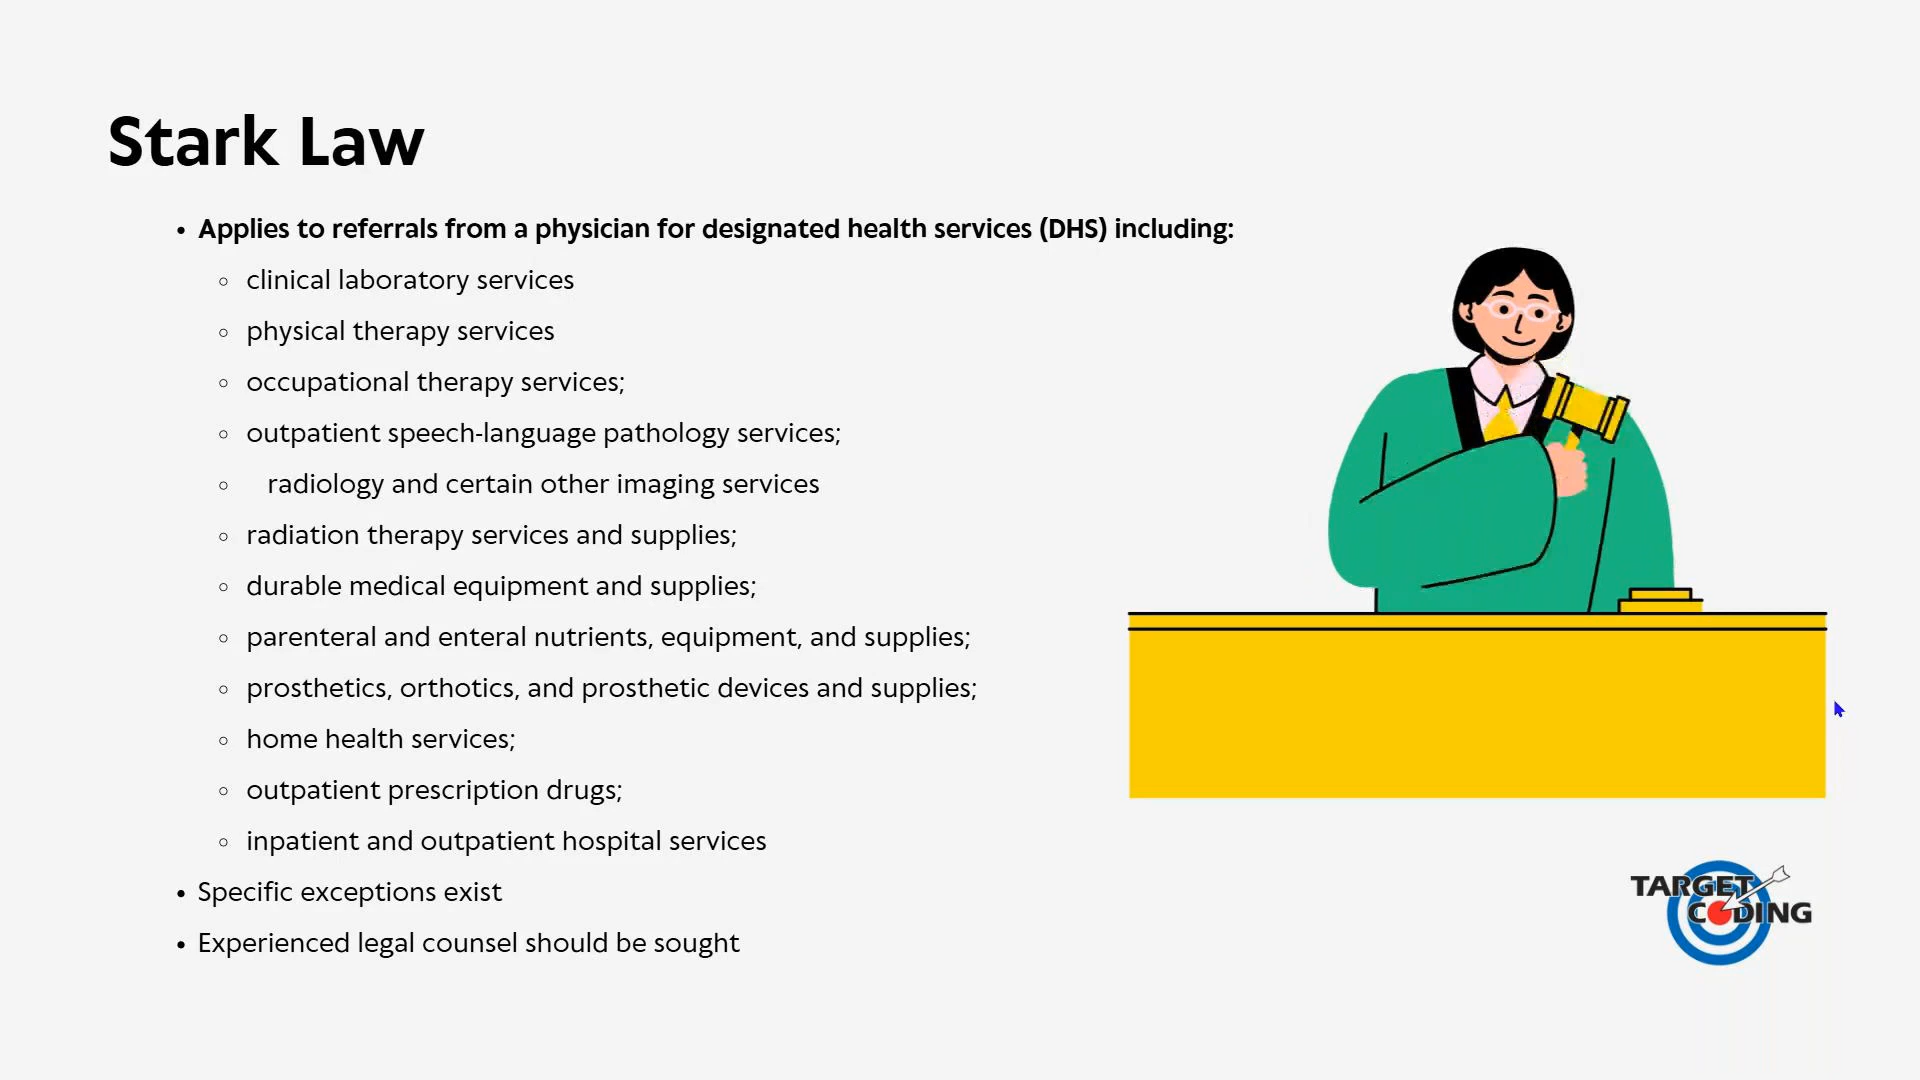 Stark Law
• Applies to referrals from a physician for designated health services (DHS) including:
◦ clinical laboratory services
◦ physical therapy services
◦ occupational therapy services;
◦ outpatient speech-language pathology services;
◦ radiology and certain other imaging services
◦ radiation therapy services and supplies;
◦ durable medical equipment and supplies;
◦ parenteral and enteral nutrients, equipment, and supplies;
◦ prosthetics, orthotics, and prosthetic devices and supplies;
◦ home health services;
◦ outpatient prescription drugs;
◦ inpatient and outpatient hospital services
• Specific exceptions exist
• Experienced legal counsel should be sought
TARGET
CODING